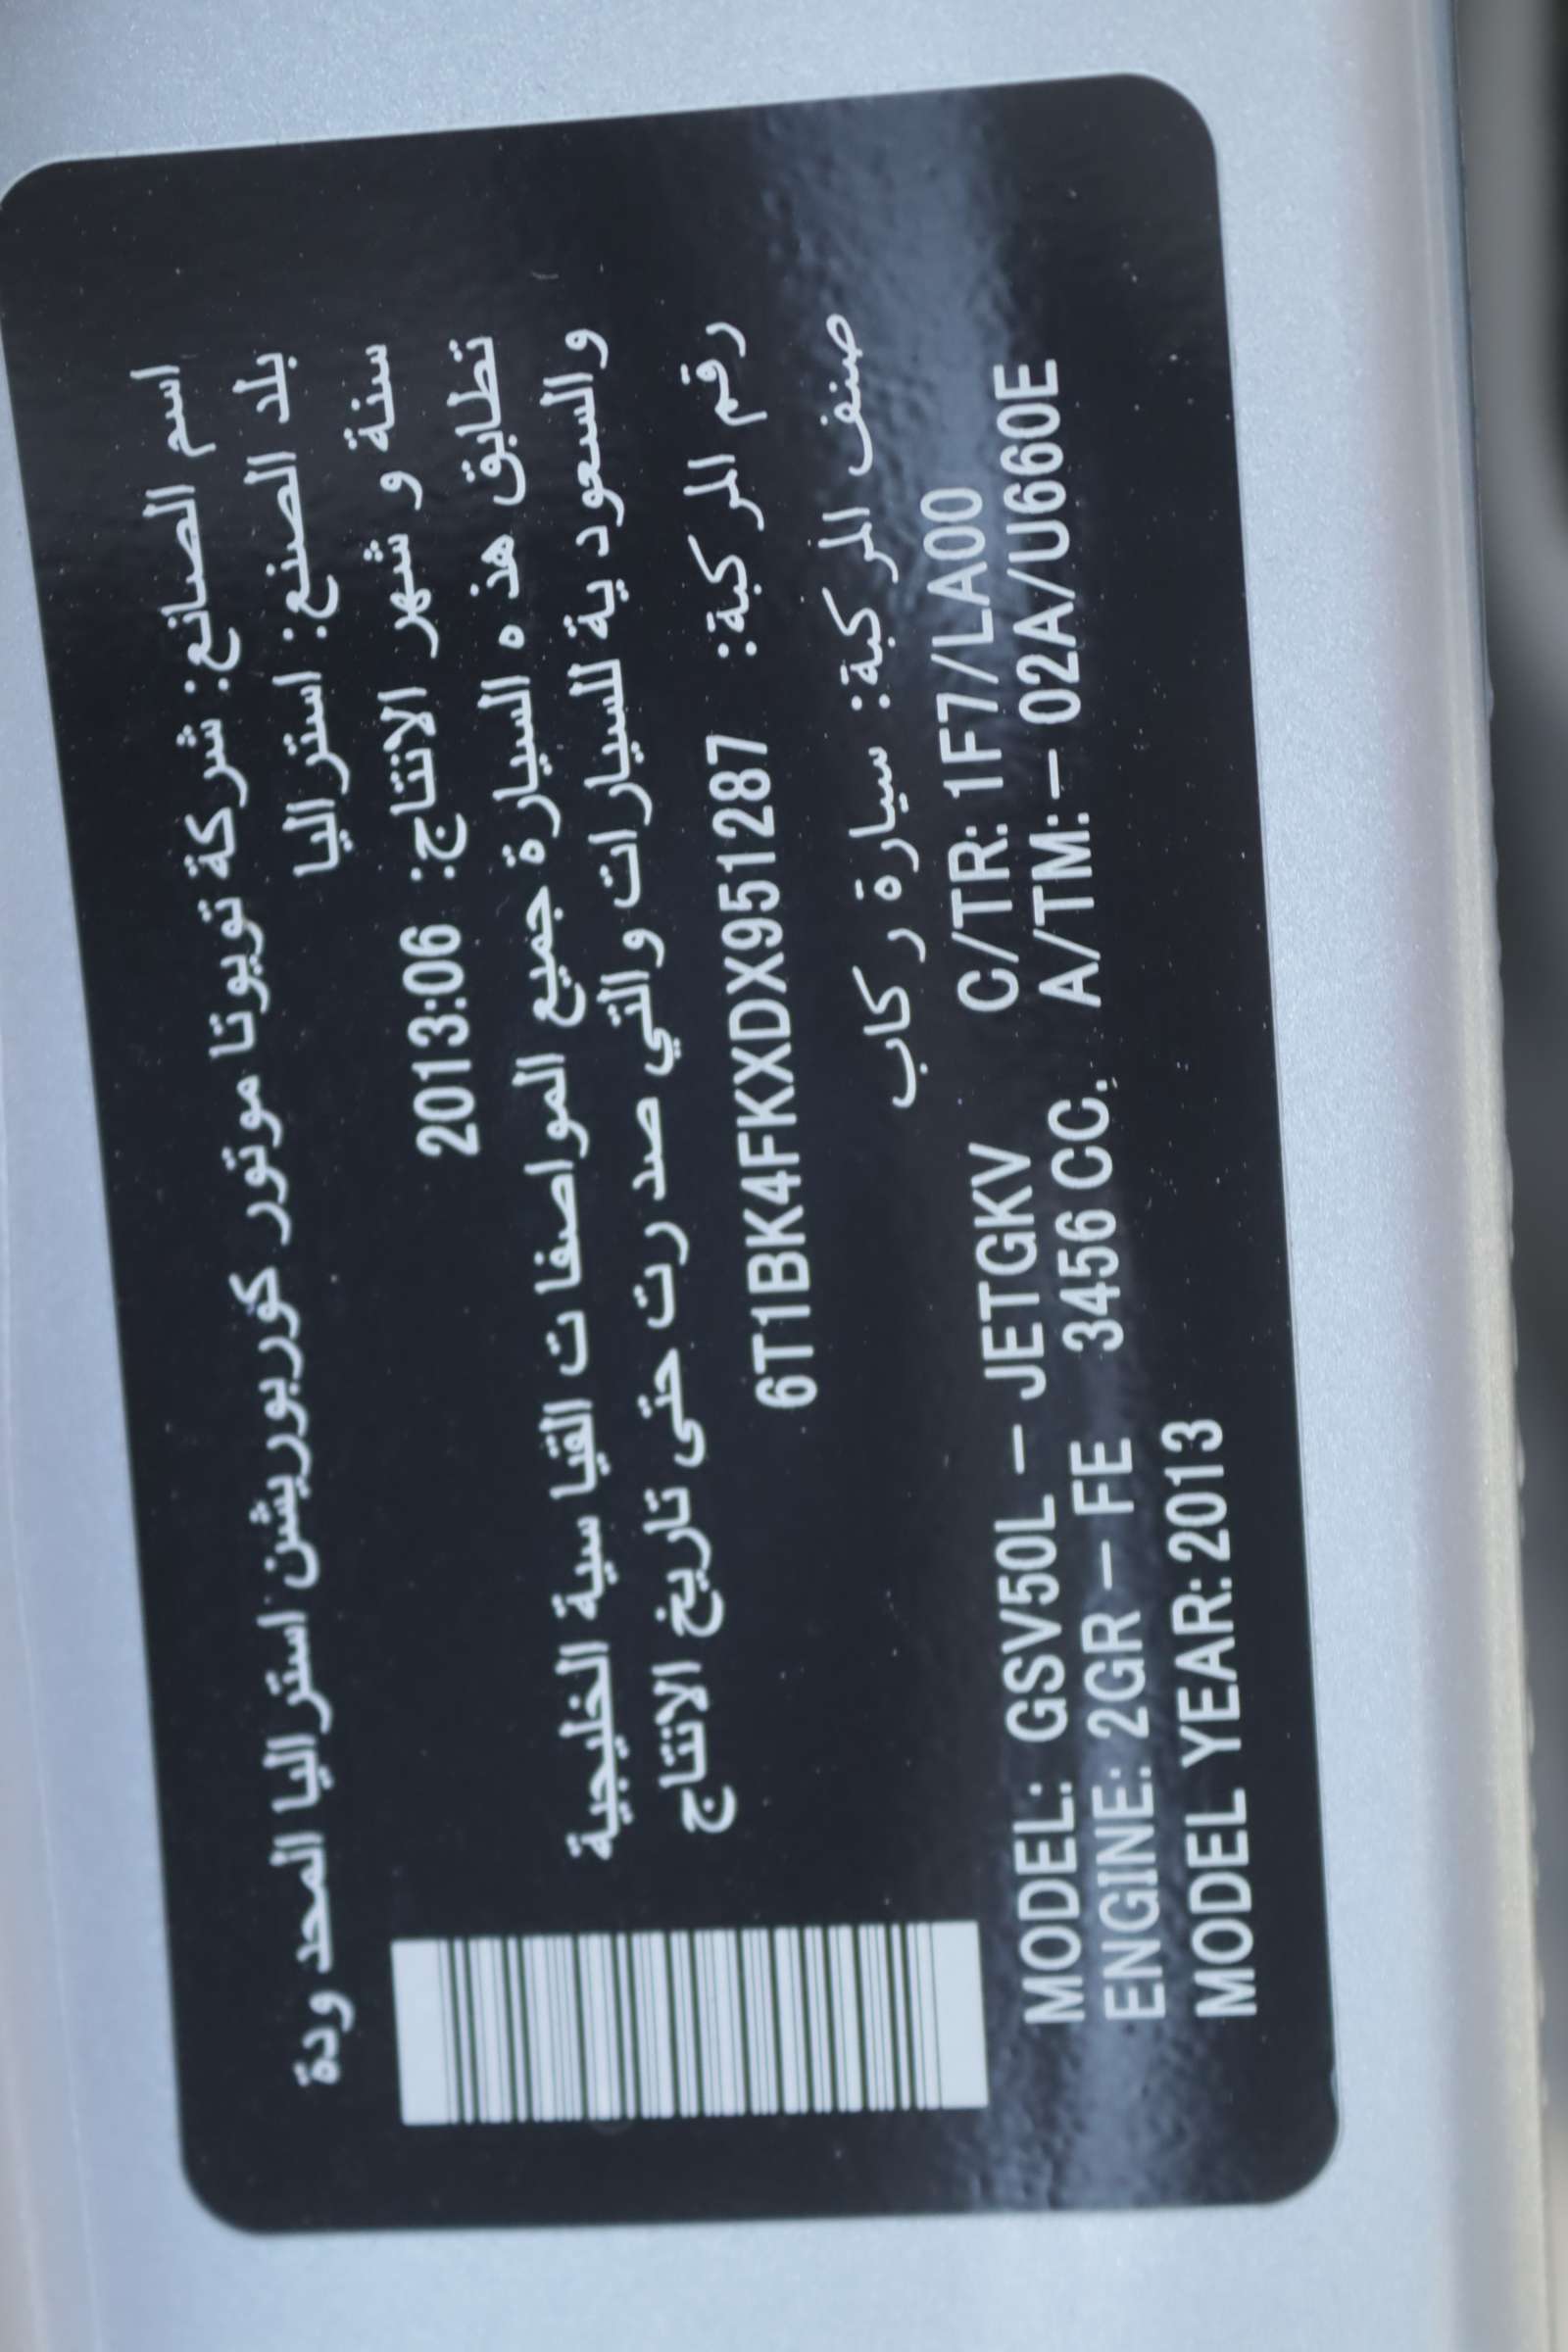 اسم الصانع: شركة تويوتا موتور كوربوريشن استراليا المحدودة
بلد الصنع: استراليا
سنة و شهر الانتاج: 2013:06
تطابق هذه السيارة جميع المواصفات القياسية الخليجية
والسعودية للسيارات والتي صدرت حتى تاريخ الانتاج
رقم المركبة: 6T1BK4FKXDX951287
صنف المركبة: سيارة ركاب
MODEL: GSV50L – JETGKV C/TR: 1F7/LA00
ENGINE: 2GR – FE 3456 CC. A/TM: – 02A/U660E
MODEL YEAR: 2013